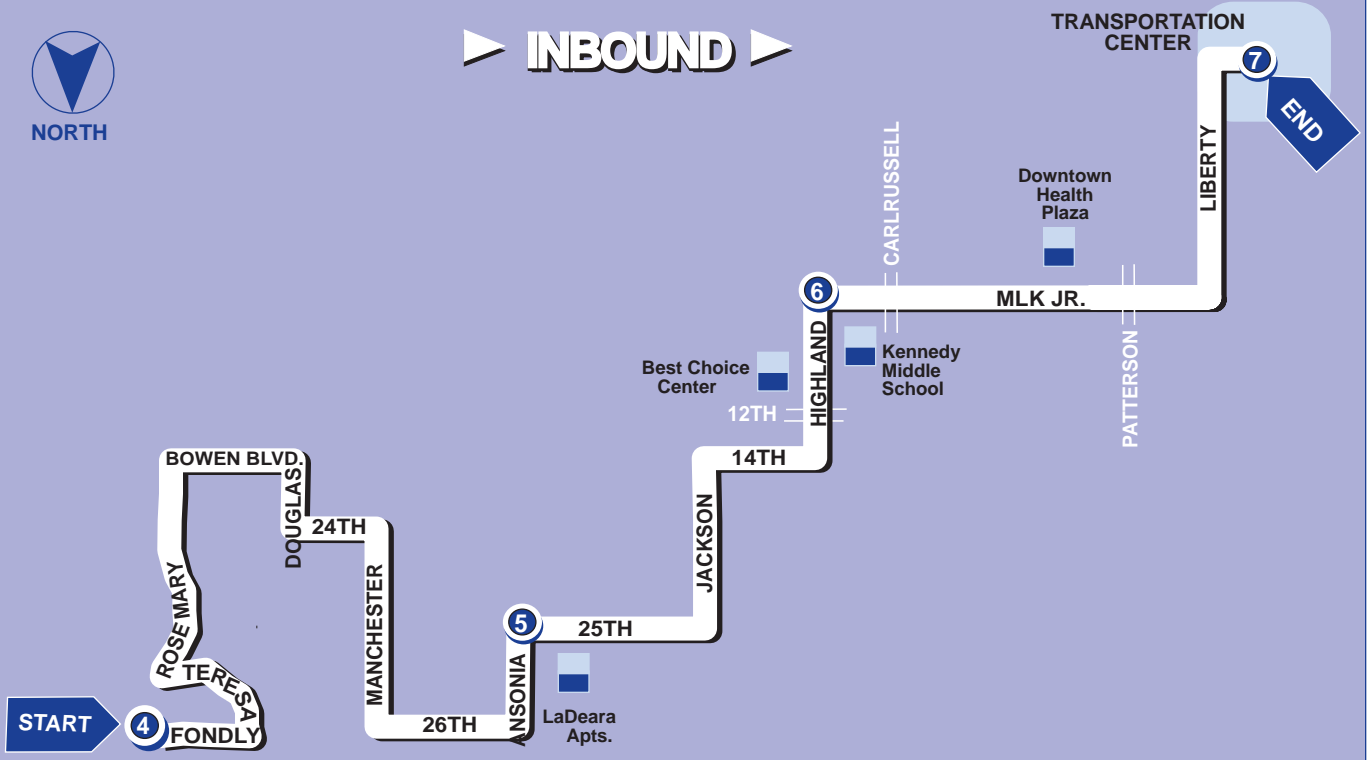 INBOUND
NORTH
TRANSPORTATION
CENTER
7
END
LIBERTY
CARLRUSSELL
Downtown
Health
Plaza
6
MLK JR.
PATTERSON
HIGHLAND
Kennedy
Middle
School
Best Choice
Center
12TH
14TH
JACKSON
BOWEN BLVD.
DOUGLAS
24TH
MANCHESTER
ROSE MARY
TERESA
START
4
FONDLY
26TH
ANSONIA
5
25TH
LaDeara
Apts.